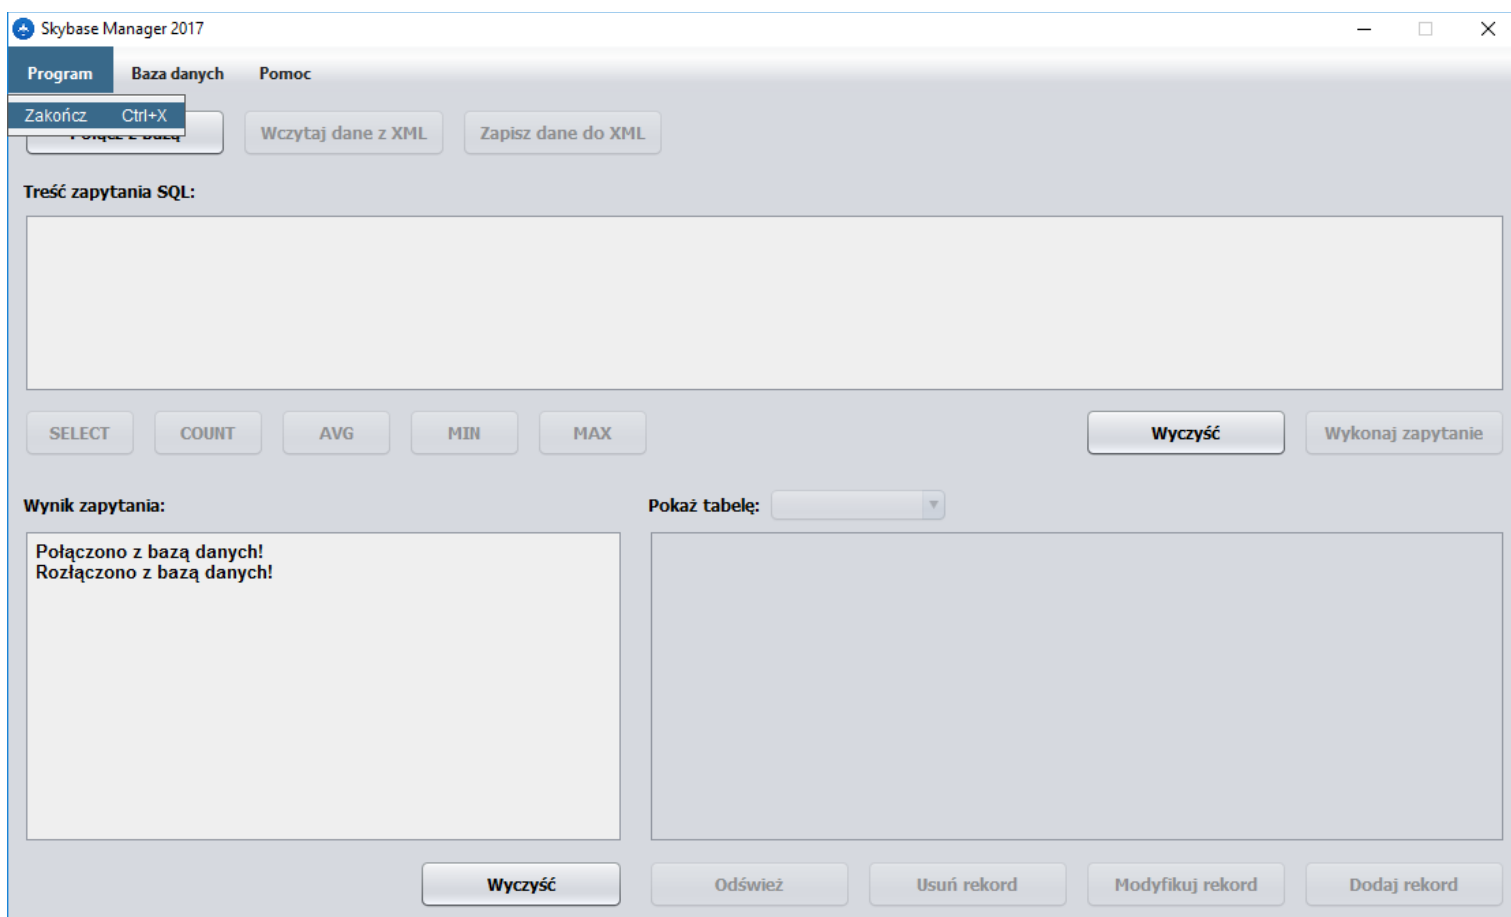 Skybase Manager 2017
Program Baza danych Pomoc
Zakończ Ctrl+X
Połącz z bazą Wczytaj dane z XML Zapisz dane do XML
Treść zapytania SQL:
SELECT COUNT AVG MIN MAX Wyczyść Wykonaj zapytanie
Wynik zapytania: Pokaż tabelę:
Połączono z bazą danych!
Rozłączono z bazą danych!
Wyczyść Odśwież Usuń rekord Modyfikuj rekord Dodaj rekord